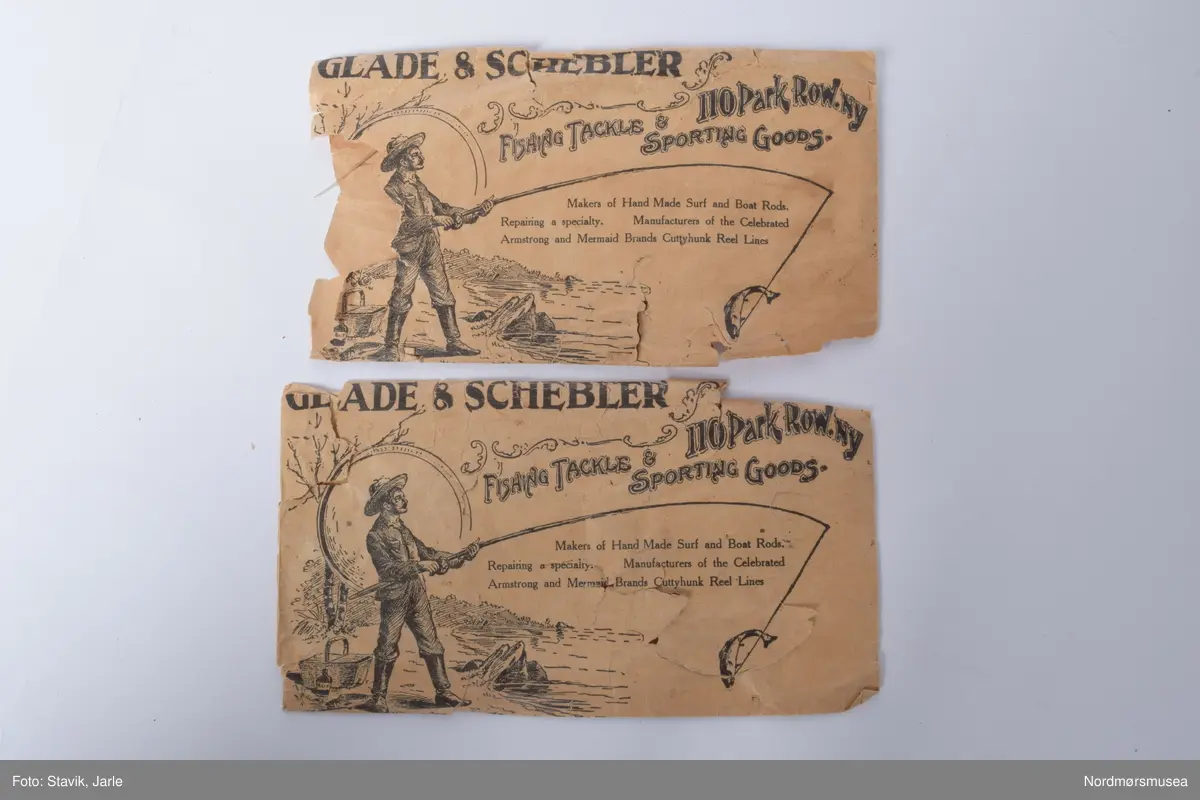 GLADE & SCHEBLER
110 Park Row. NY
FISHING TACKLE &
SPORTING GOODS.
Makers of Hand Made Surf and Boat Rods.
Repairing a specialty. Manufacturers of the Celebrated
Armstrong and Mermaid Brands Cuttyhunk Reel Lines
GLADE & SCHEBLER
110 Park Row. NY
FISHING TACKLE &
SPORTING GOODS.
Makers of Hand Made Surf and Boat Rods.
Repairing a specialty. Manufacturers of the Celebrated
Armstrong and Mermaid Brands Cuttyhunk Reel Lines
Foto: Stavik, Jarle
Nordmørsmusea